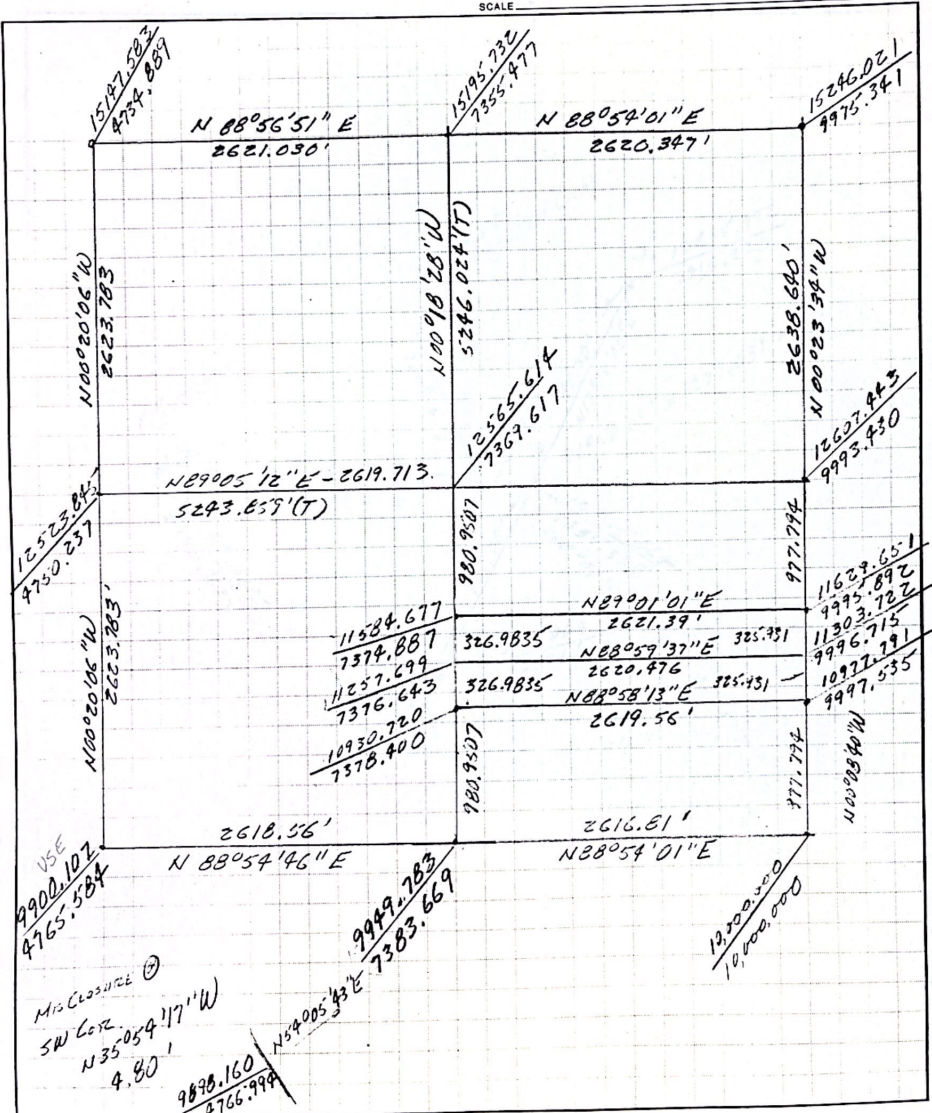 SCALE
15147.583
4734.889
15195.732
7355.477
15246.021
9975.341
N 88°56'51" E
2621.030'
N 88°54'01" E
2620.347'
N00°20'06"W
2623.783
N00°18'28"W
5246.024'(T)
2638.640'
N00°23'34"W
12565.614
7369.617
12607.443
9993.430
N89°05'12"E - 2619.713
5243.859'(T)
12523.845
4750.237
980.9507
977.794
N00°20'06"W
2623.783'
11584.677
7374.887
N89°01'01"E
2621.39'
11629.651
9995.892
326.9835
325.931
11257.699
7376.643
N88°59'37"E
2620.476
11303.722
9996.715
326.9835
325.931
10930.720
7378.400
N88°58'13"E
2619.56'
10977.791
9997.535
980.9507
977.794
N00°08'40"W
2618.56'
N 88°54'46"E
2616.81'
N88°54'01"E
USE
9900.102
4765.584
9949.783
7383.669
10,000.000
10,000.000
MISCLOSURE @
SW COR.
N35°54'17"W
4.80'
N54°05'43"E
9898.160
4766.994